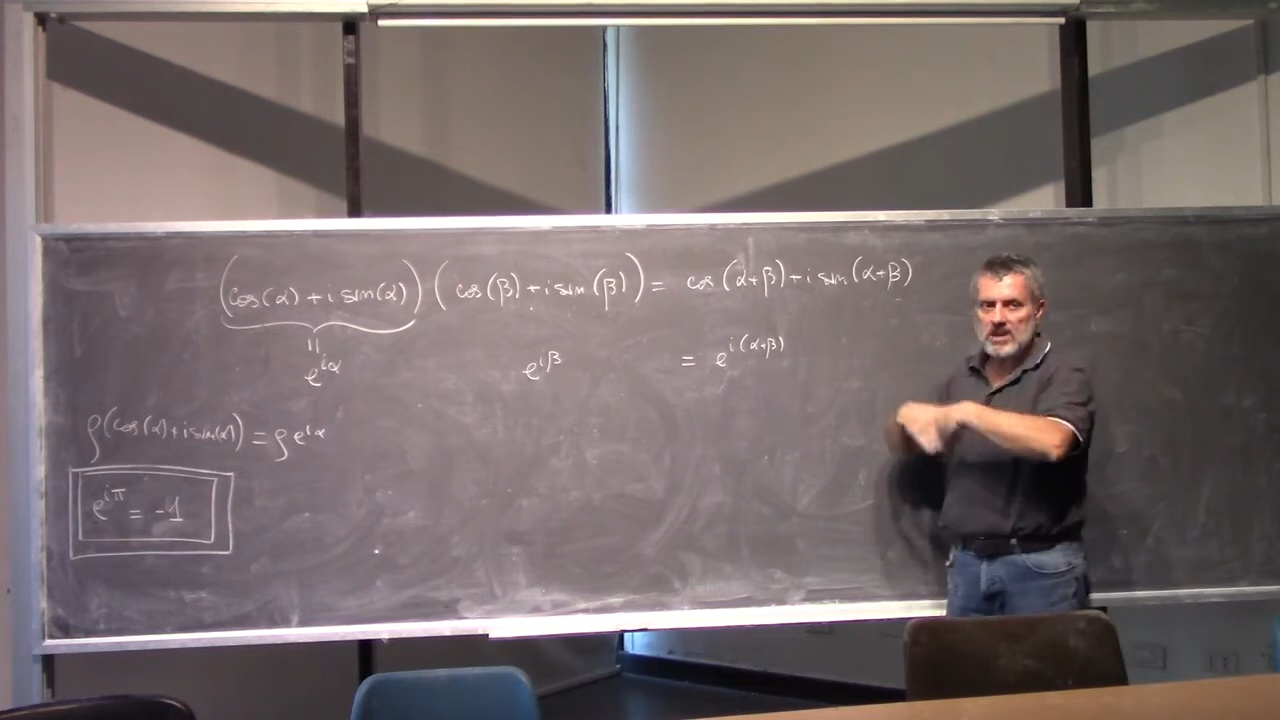 (cos(α) + i sin(α)) (cos(β) + i sin(β)) = cos(α+β) + i sin(α+β)
=
e^{iα} e^{iβ} = e^{i(α+β)}
ρ(cos(α) + i sin(α)) = ρ e^{iα}
e^{iπ} = -1